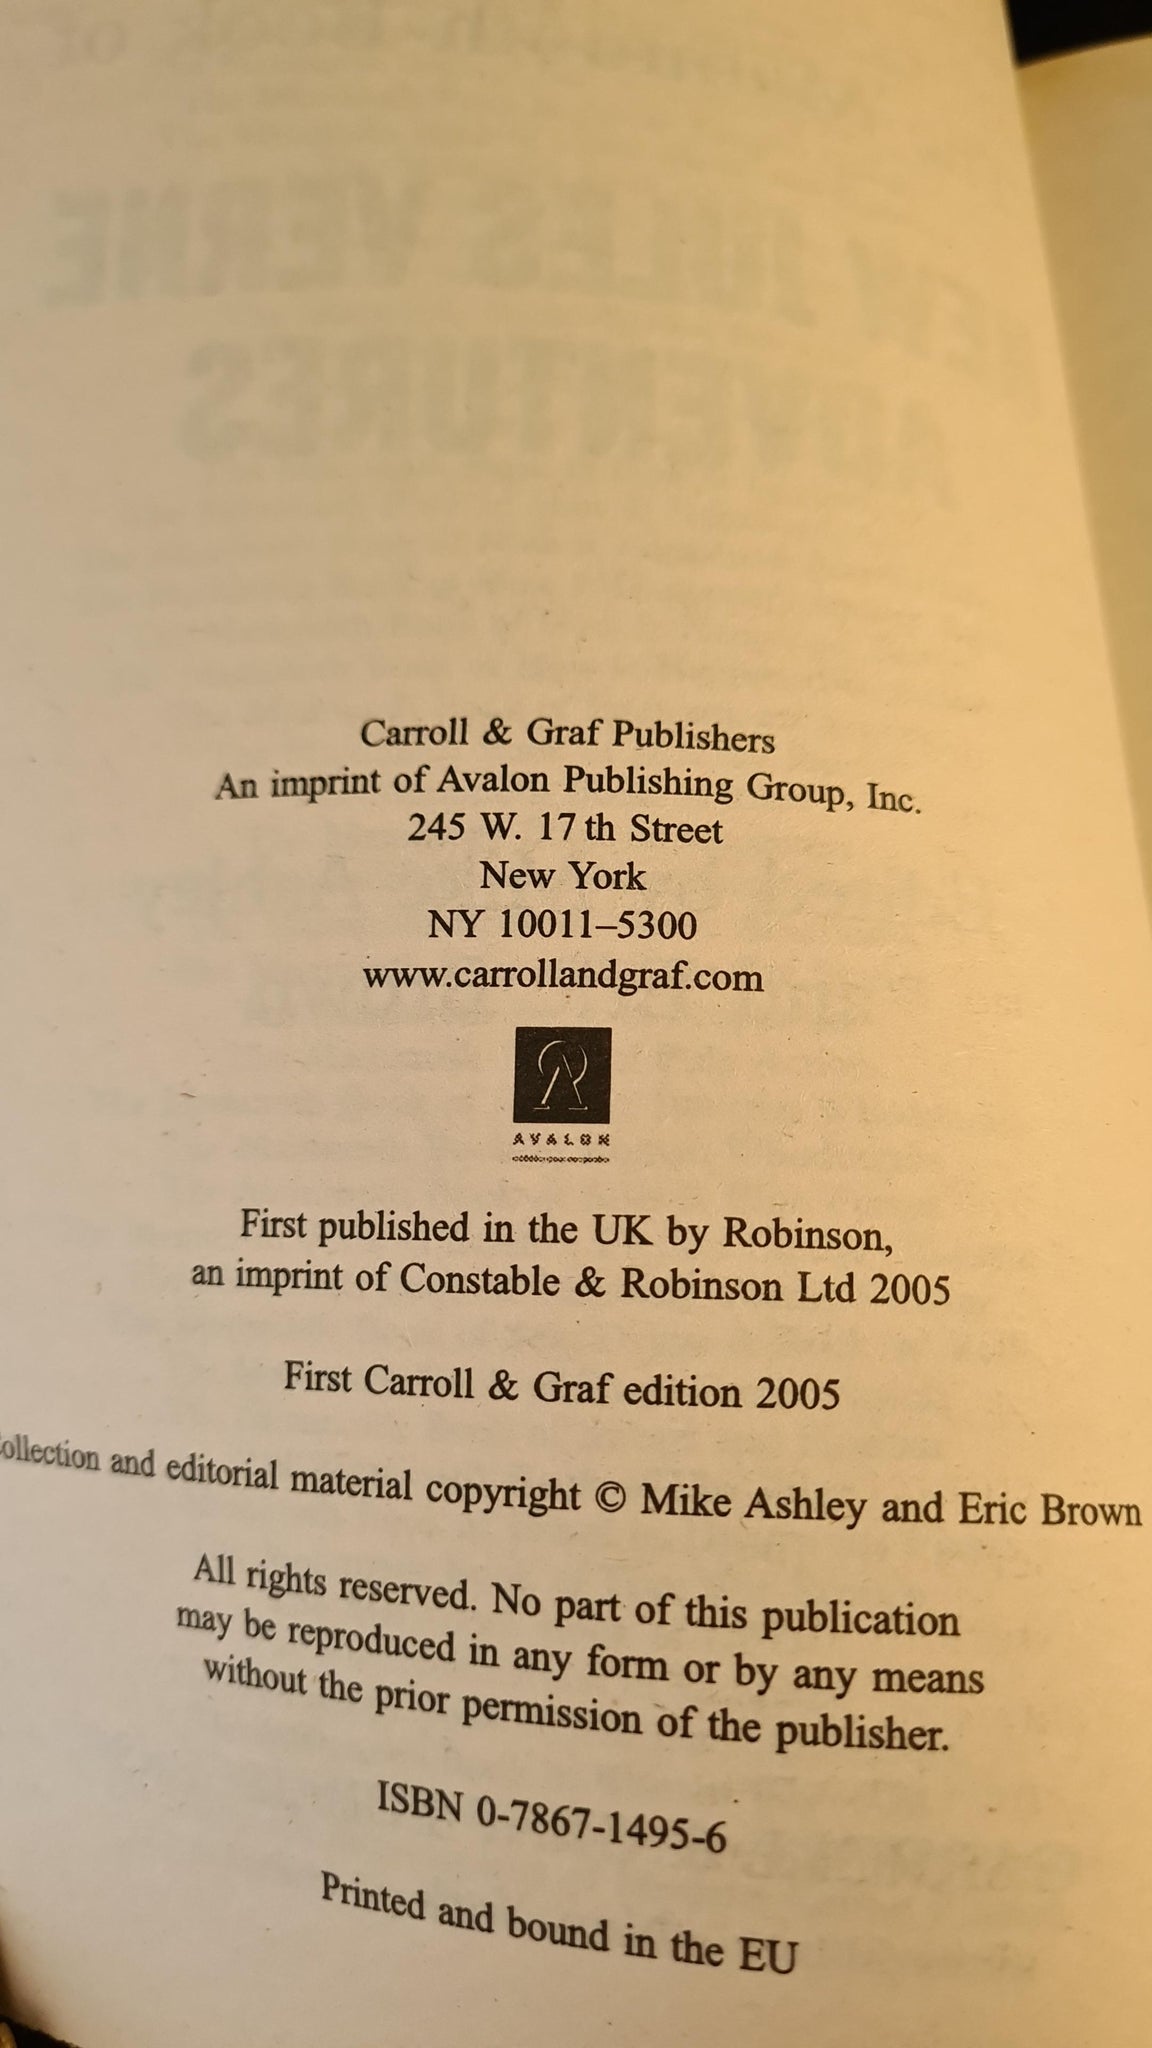 Carroll & Graf Publishers
An imprint of Avalon Publishing Group, Inc.
245 W. 17th Street
New York
NY 10011–5300
www.carrollandgraf.com
AVALON
First published in the UK by Robinson,
an imprint of Constable & Robinson Ltd 2005
First Carroll & Graf edition 2005
Collection and editorial material copyright © Mike Ashley and Eric Brown
All rights reserved. No part of this publication
may be reproduced in any form or by any means
without the prior permission of the publisher.
ISBN 0-7867-1495-6
Printed and bound in the EU